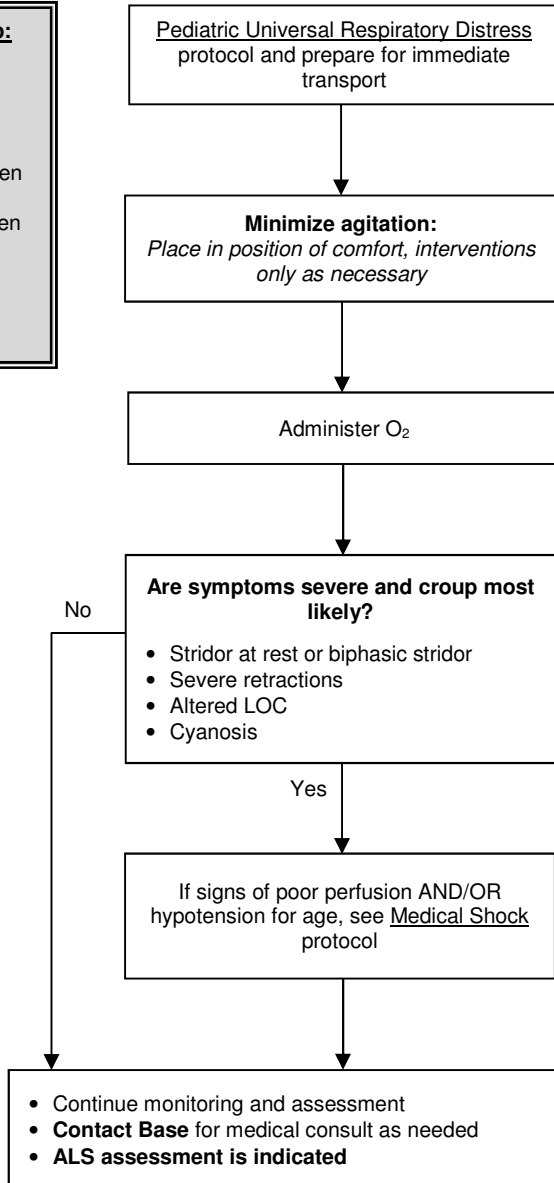 :
en
en
Pediatric Universal Respiratory Distress
protocol and prepare for immediate
transport
Minimize agitation:
Place in position of comfort, interventions
only as necessary
Administer O₂
Are symptoms severe and croup most
likely?
• Stridor at rest or biphasic stridor
• Severe retractions
• Altered LOC
• Cyanosis
No
Yes
If signs of poor perfusion AND/OR
hypotension for age, see Medical Shock
protocol
• Continue monitoring and assessment
• Contact Base for medical consult as needed
• ALS assessment is indicated